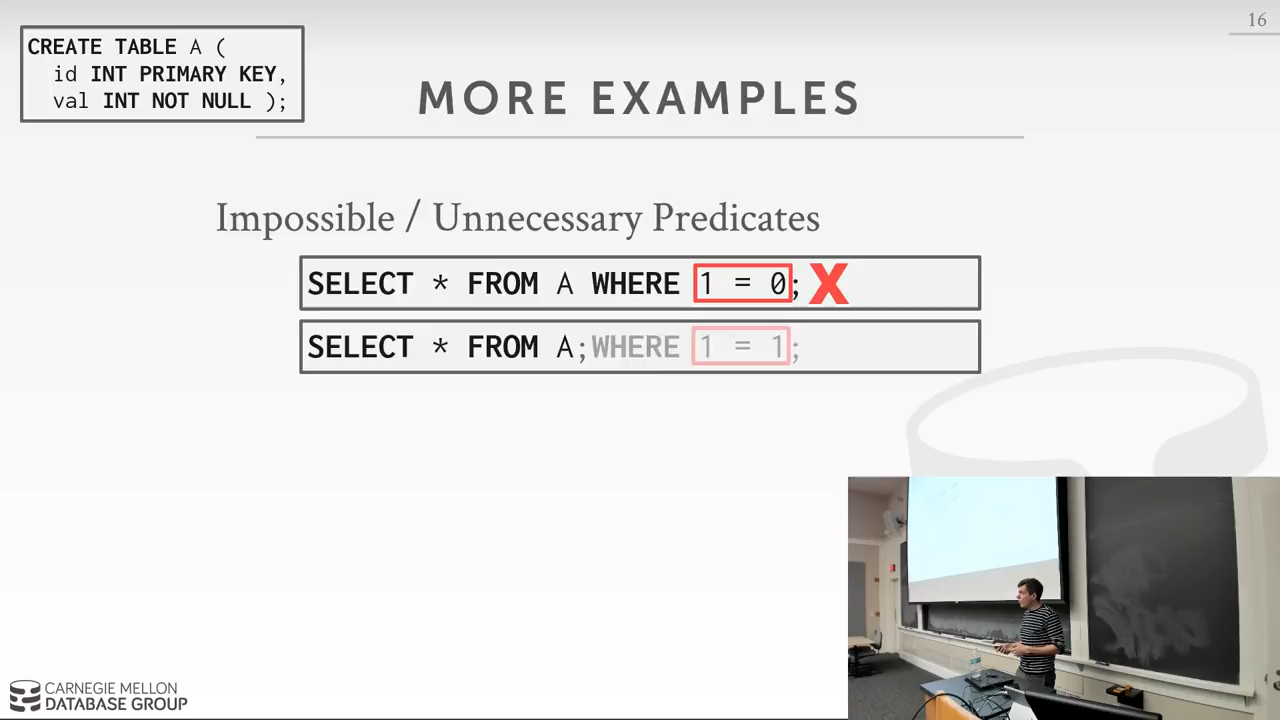 16
CREATE TABLE A (
id INT PRIMARY KEY,
val INT NOT NULL );
MORE EXAMPLES
Impossible / Unnecessary Predicates
SELECT * FROM A WHERE 1 = 0; X
SELECT * FROM A;WHERE 1 = 1;
CARNEGIE MELLON
DATABASE GROUP